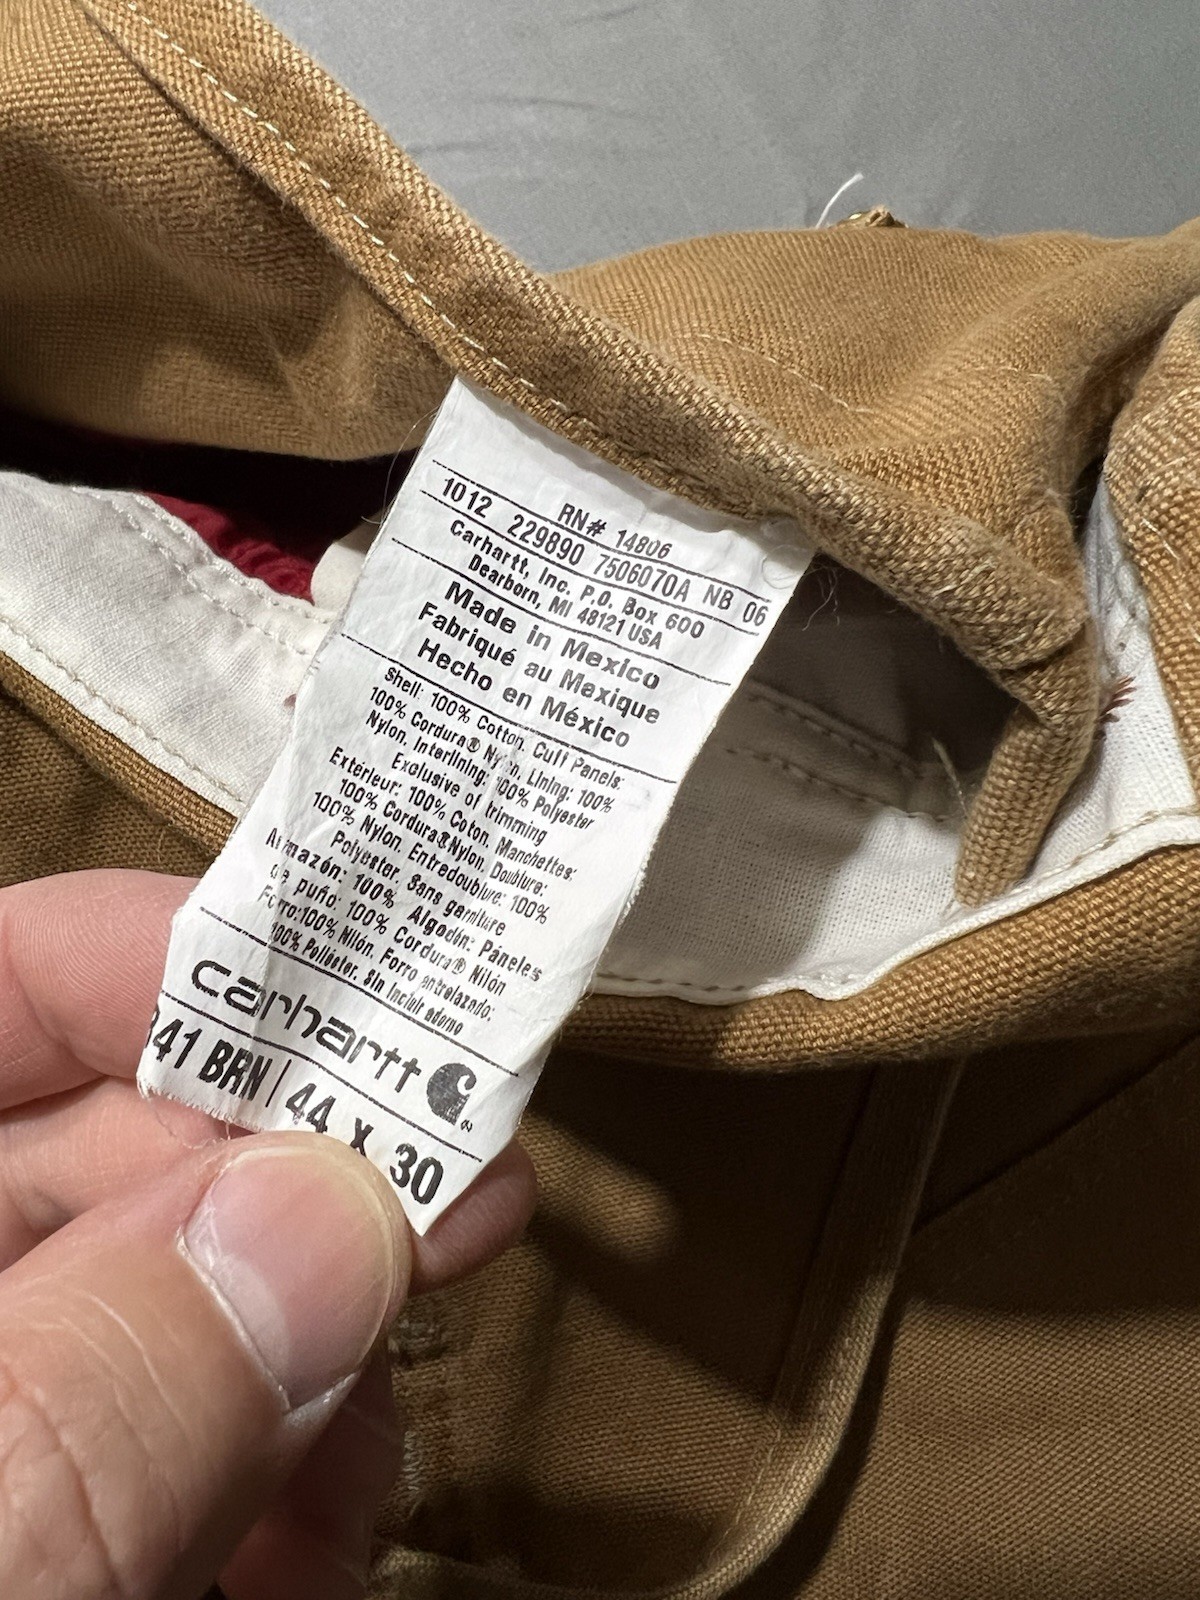 RN# 14806
1012 229890 7506070A NB 06
Carhartt, Inc. P.O. Box 600
Dearborn, MI 48121 USA
Made in Mexico
Fabriqué au Mexique
Hecho en México
Shell: 100% Cotton. Cuff Panels:
100% Cordura® Nylon. Lining: 100%
Nylon. Interlining: 100% Polyester
Exclusive of trimming
Extérieur: 100% Coton. Manchettes:
100% Cordura® Nylon. Doublure:
100% Nylon. Entredoublure: 100%
Polyester. Sans garniture
Armazón: 100% Algodón: Páneles
de puño: 100% Cordura® Nilón
Forro: 100% Nilón. Forro entrelazado:
100% Poliéster. Sin incluir adorno
carhartt
341 BRN | 44 X 30